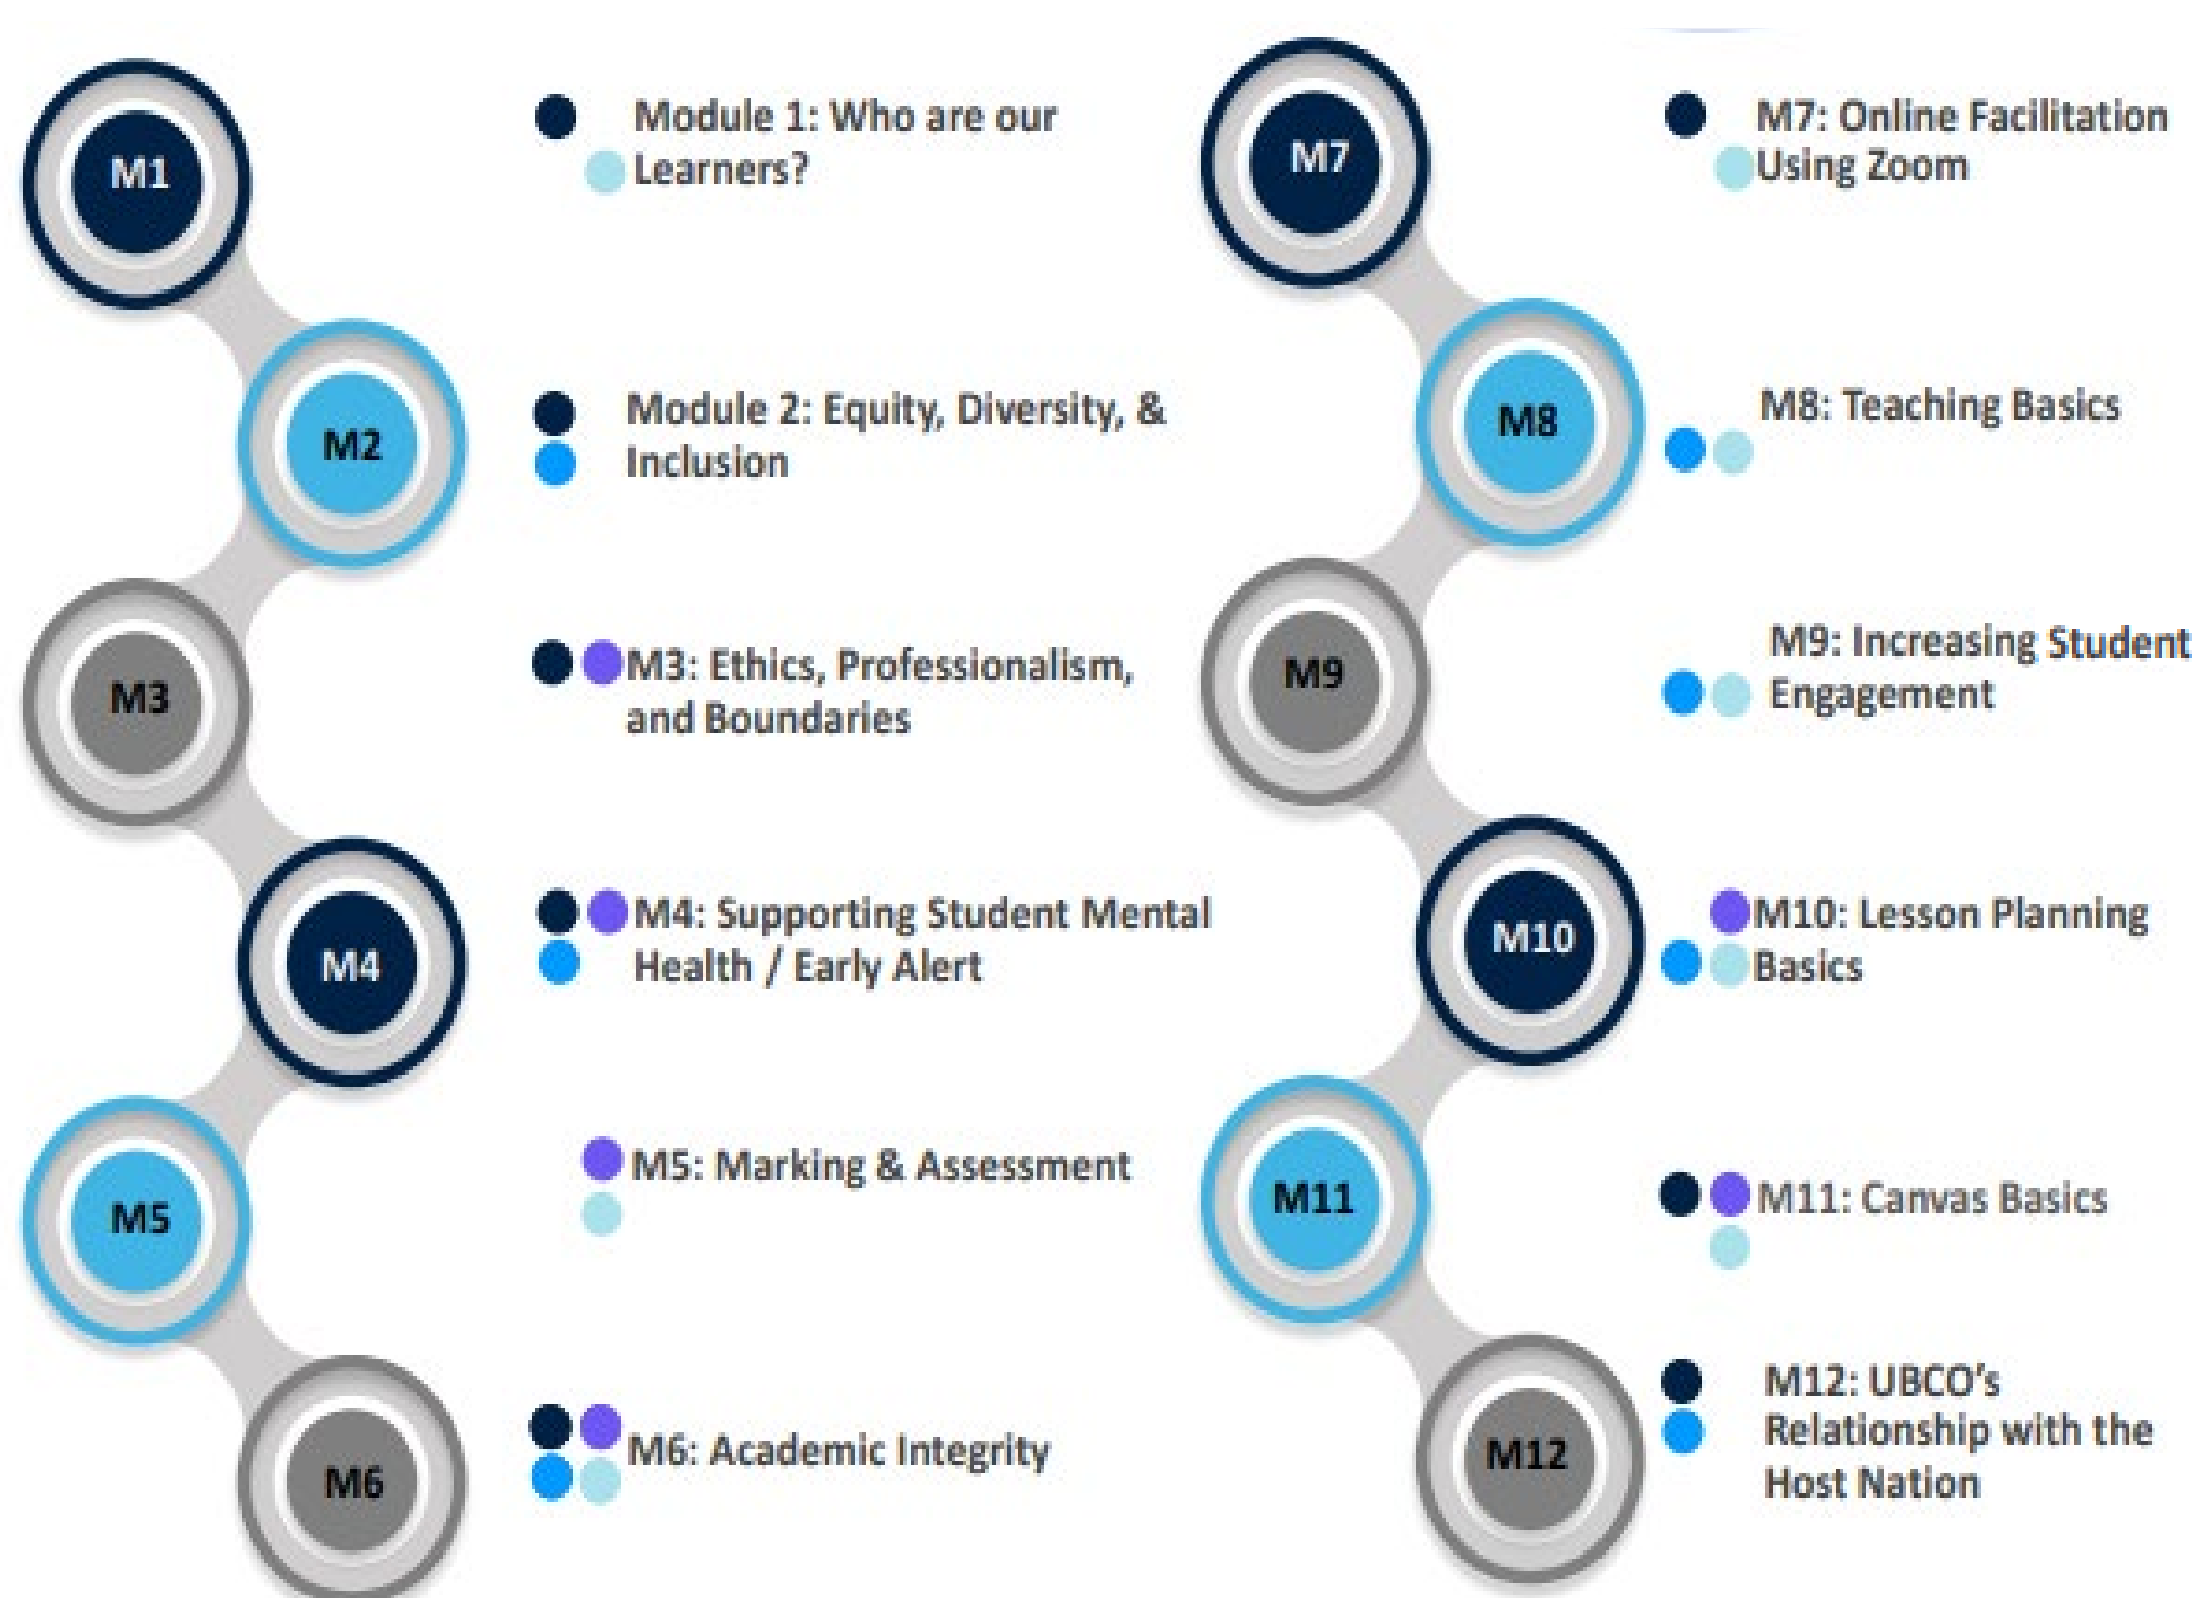 M1
Module 1: Who are our
Learners?
M2
Module 2: Equity, Diversity, &
Inclusion
M3
M3: Ethics, Professionalism,
and Boundaries
M4
M4: Supporting Student Mental
Health / Early Alert
M5
M5: Marking & Assessment
M6
M6: Academic Integrity
M7
M7: Online Facilitation
Using Zoom
M8
M8: Teaching Basics
M9
M9: Increasing Student
Engagement
M10
M10: Lesson Planning
Basics
M11
M11: Canvas Basics
M12
M12: UBCO's
Relationship with the
Host Nation